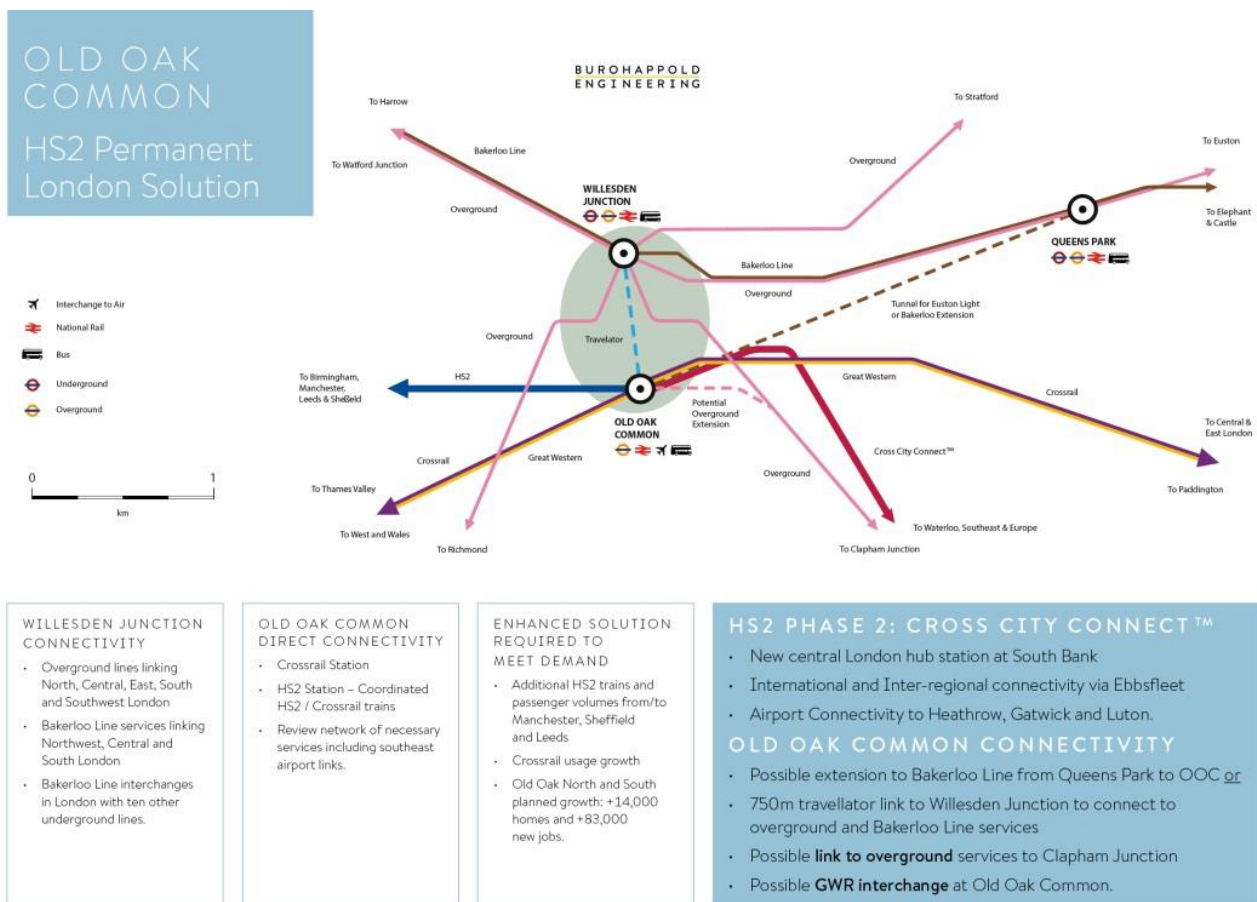 OLD OAK
COMMON
HS2 Permanent
London Solution
BUROHAPPOLD
ENGINEERING
To Harrow
To Watford Junction
Bakerloo Line
Overground
WILLESDEN
JUNCTION
To Stratford
Overground
To Euston
To Elephant
& Castle
QUEENS PARK
Bakerloo Line
Overground
Tunnel for Euston Light
or Bakerloo Extension
Interchange to Air
National Rail
Bus
Underground
Overground
0 1
km
Overground
Travelator
To Birmingham,
Manchester,
Leeds & Sheffield
HS2
OLD OAK
COMMON
Potential
Overground
Extension
Great Western
Crossrail
To Central &
East London
To Paddington
Crossrail
Great Western
To Thames Valley
To West and Wales
To Richmond
Cross City Connect™
Overground
To Waterloo, Southeast & Europe
To Clapham Junction
WILLESDEN JUNCTION
CONNECTIVITY
• Overground lines linking
North, Central, East, South
and Southwest London
• Bakerloo Line services linking
Northwest, Central and
South London
• Bakerloo Line interchanges
in London with ten other
underground lines.
OLD OAK COMMON
DIRECT CONNECTIVITY
• Crossrail Station
• HS2 Station – Coordinated
HS2 / Crossrail trains
• Review network of necessary
services including southeast
airport links.
ENHANCED SOLUTION
REQUIRED TO
MEET DEMAND
• Additional HS2 trains and
passenger volumes from/to
Manchester, Sheffield
and Leeds
• Crossrail usage growth
• Old Oak North and South
planned growth: +14,000
homes and +83,000
new jobs.
HS2 PHASE 2: CROSS CITY CONNECT™
• New central London hub station at South Bank
• International and Inter-regional connectivity via Ebbsfleet
• Airport Connectivity to Heathrow, Gatwick and Luton.
OLD OAK COMMON CONNECTIVITY
• Possible extension to Bakerloo Line from Queens Park to OOC or
• 750m travellator link to Willesden Junction to connect to
overground and Bakerloo Line services
• Possible link to overground services to Clapham Junction
• Possible GWR interchange at Old Oak Common.